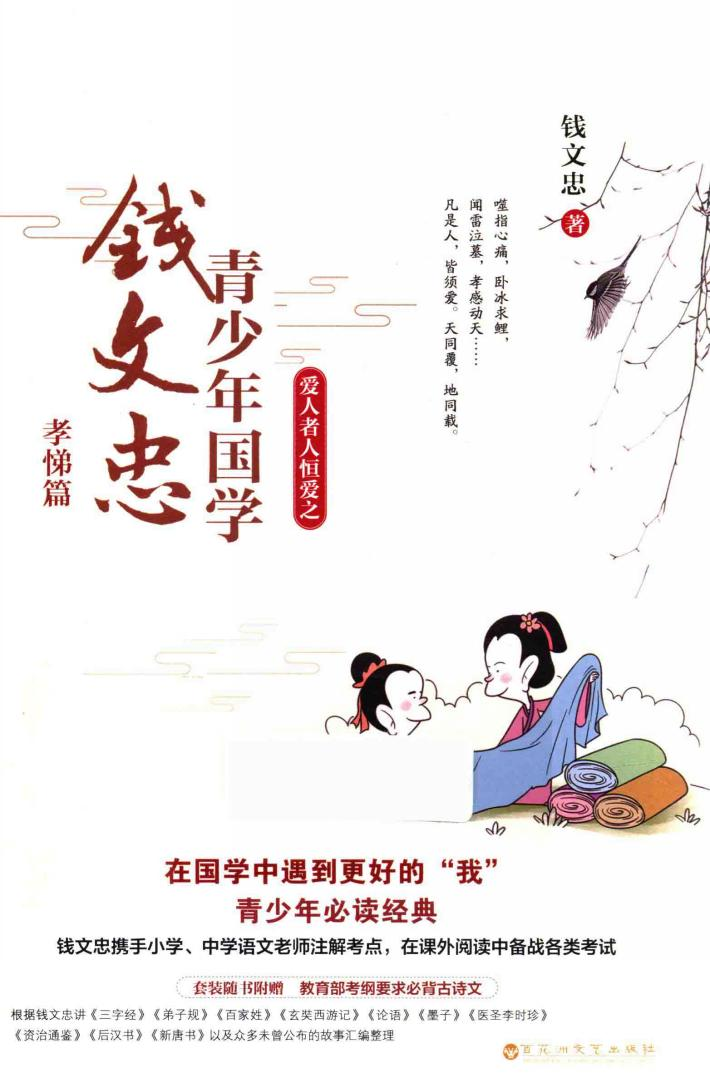 钱文忠
著
噬指心痛，卧冰求鲤，
闻雷泣墓，孝感动天……
凡是人，皆须爱。天同覆，地同载。
钱文忠
青少年国学
爱人者人恒爱之
孝悌篇
在国学中遇到更好的“我”
青少年必读经典
钱文忠携手小学、中学语文老师注解考点，在课外阅读中备战各类考试
套装随书附赠 教育部考纲要求必背古诗文
根据钱文忠讲《三字经》《弟子规》《百家姓》《玄奘西游记》《论语》《墨子》《医圣李时珍》
《资治通鉴》《后汉书》《新唐书》以及众多未曾公布的故事汇编整理
百花洲文艺出版社